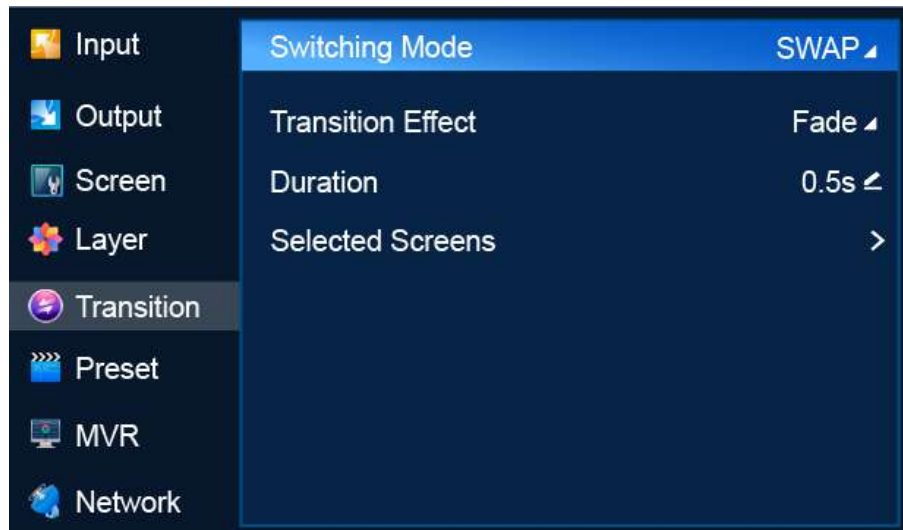 Input
Output
Screen
Layer
Transition
Preset
MVR
Network
Switching Mode SWAP
Transition Effect Fade
Duration 0.5s
Selected Screens >